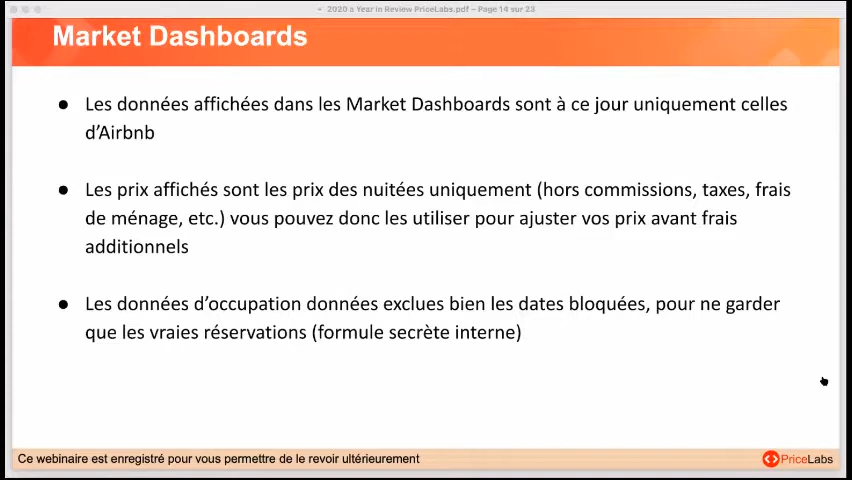 2020 a Year in Review PriceLabs.pdf – Page 14 sur 23
Market Dashboards
● Les données affichées dans les Market Dashboards sont à ce jour uniquement celles
d’Airbnb
● Les prix affichés sont les prix des nuitées uniquement (hors commissions, taxes, frais
de ménage, etc.) vous pouvez donc les utiliser pour ajuster vos prix avant frais
additionnels
● Les données d’occupation données exclues bien les dates bloquées, pour ne garder
que les vraies réservations (formule secrète interne)
Ce webinaire est enregistré pour vous permettre de le revoir ultérieurement
PriceLabs